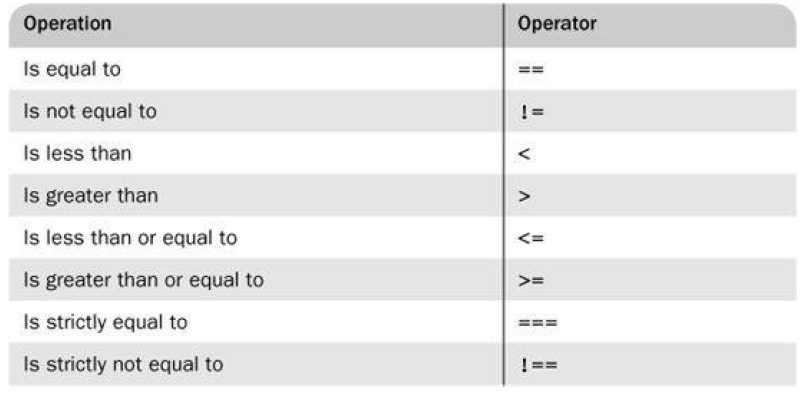 Operation Operator
Is equal to ==
Is not equal to !=
Is less than <
Is greater than >
Is less than or equal to <=
Is greater than or equal to >=
Is strictly equal to ===
Is strictly not equal to !==